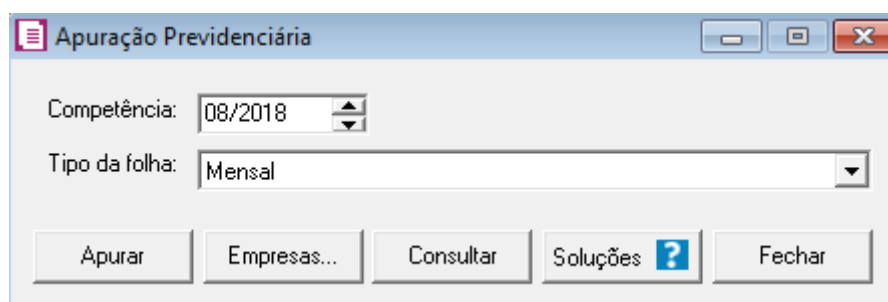 Apuração Previdenciária
Competência: 08/2018
Tipo da folha: Mensal
Apurar Empresas... Consultar Soluções ? Fechar